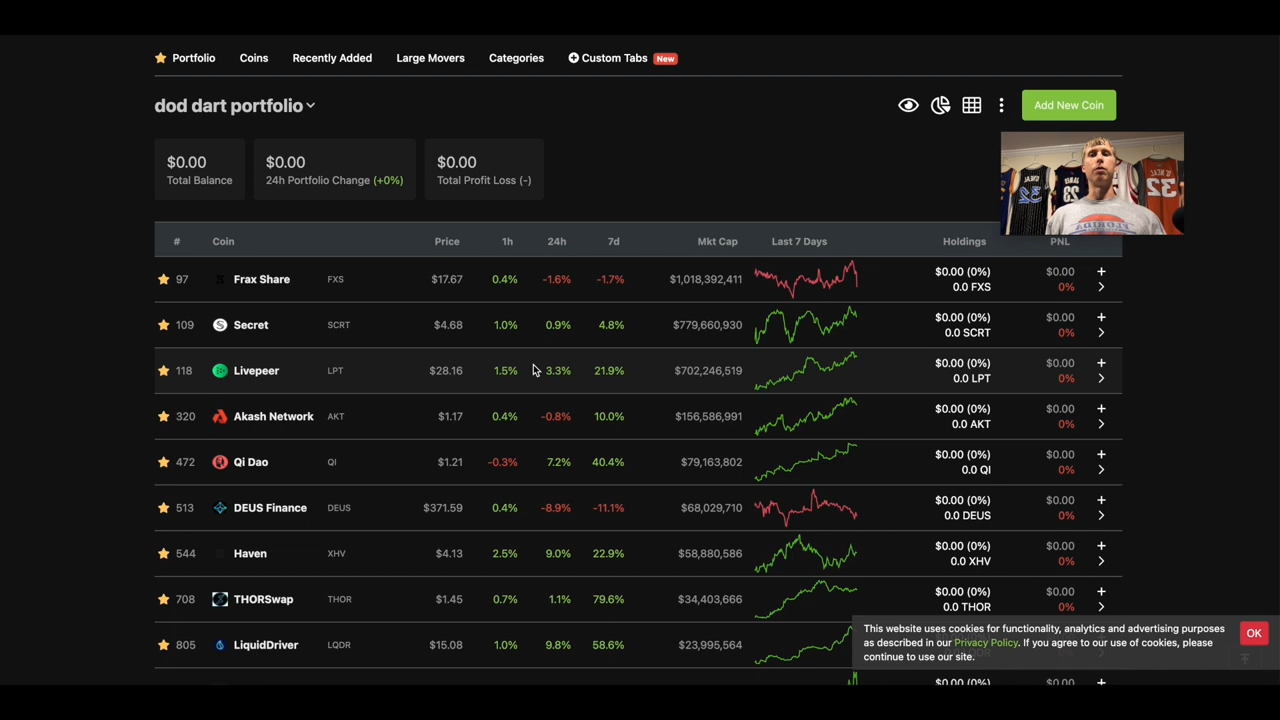 Portfolio Coins Recently Added Large Movers Categories Custom Tabs New
dod dart portfolio Add New Coin
$0.00 $0.00 $0.00
Total Balance 24h Portfolio Change (+0%) Total Profit Loss (-)
# Coin Price 1h 24h 7d Mkt Cap Last 7 Days Holdings PNL
97 Frax Share FXS $17.67 0.4% -1.6% -1.7% $1,018,392,411 $0.00 (0%) $0.00
0.0 FXS 0%
109 Secret SCRT $4.68 1.0% 0.9% 4.8% $779,660,930 $0.00 (0%) $0.00
0.0 SCRT 0%
118 Livepeer LPT $28.16 1.5% 3.3% 21.9% $702,246,519 $0.00 (0%) $0.00
0.0 LPT 0%
320 Akash Network AKT $1.17 0.4% -0.8% 10.0% $156,586,991 $0.00 (0%) $0.00
0.0 AKT 0%
472 Qi Dao QI $1.21 -0.3% 7.2% 40.4% $79,163,802 $0.00 (0%) $0.00
0.0 QI 0%
513 DEUS Finance DEUS $371.59 0.4% -8.9% -11.1% $68,029,710 $0.00 (0%) $0.00
0.0 DEUS 0%
544 Haven XHV $4.13 2.5% 9.0% 22.9% $58,880,586 $0.00 (0%) $0.00
0.0 XHV 0%
708 THORSwap THOR $1.45 0.7% 1.1% 79.6% $34,403,666 $0.00 (0%) $0.00
0.0 THOR 0%
805 LiquidDriver LQDR $15.08 1.0% 9.8% 58.6% $23,995,564
This website uses cookies for functionality, analytics and advertising purposes
as described in our Privacy Policy. If you agree to our use of cookies, please
continue to use our site.
OK
$0.00 (0%) $0.00